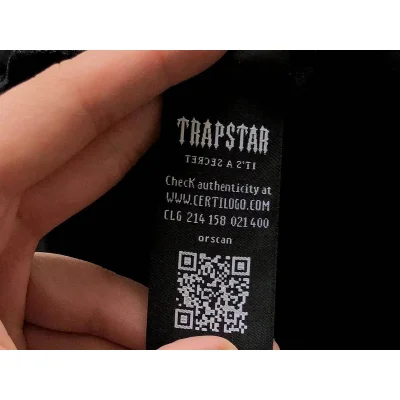 TRAPSTAR
IT'S A SECRET
Check authenticity at
WWW.CERTILOGO.COM
CLG 214 158 021 400
or scan